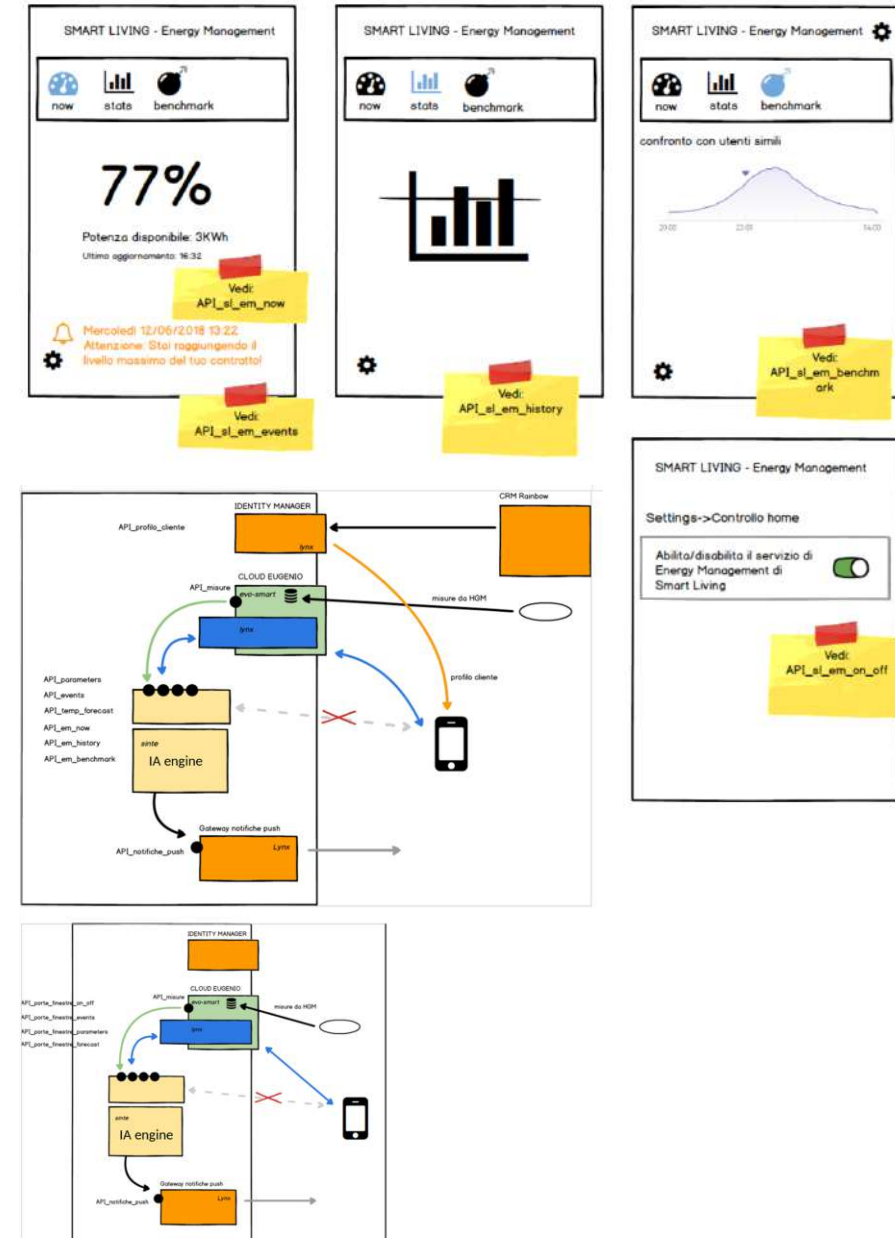 SMART LIVING - Energy Management
now
stats
benchmark
77%
Potenza disponibile: 3KWh
Ultimo aggiornamento: 16:32
Vedi:
API_sl_em_now
Mercoledì 12/06/2018 13:22
Attenzione: Stai raggiungendo il
livello massimo del tuo contratto!
Vedi:
API_sl_em_events
SMART LIVING - Energy Management
now
stats
benchmark
Vedi:
API_sl_em_history
SMART LIVING - Energy Management
now
stats
benchmark
confronto con utenti simili
Vedi:
API_sl_em_benchm
ark
SMART LIVING - Energy Management
Settings->Controllo home
Abilita/disabilita il servizio di
Energy Management di
Smart Living
Vedi:
API_sl_em_on_off
IDENTITY MANAGER
CRM Rainbow
API_profilo_cliente
lynx
CLOUD EUGENIO
API_misure
evo-smart
misure da HGM
lynx
profilo cliente
API_parameters
API_events
API_temp_forecast
API_em_now
API_em_history
API_em_benchmark
sinte
IA engine
Gateway notifiche push
API_notifiche_push
Lynx
IDENTITY MANAGER
CLOUD EUGENIO
API_porte_finestre_on_off
API_misure
evo-smart
misure da HGM
API_porte_finestre_events
API_porte_finestre_parameters
lynx
API_porte_finestre_forecast
sinte
IA engine
Gateway notifiche push
API_notifiche_push
Lynx